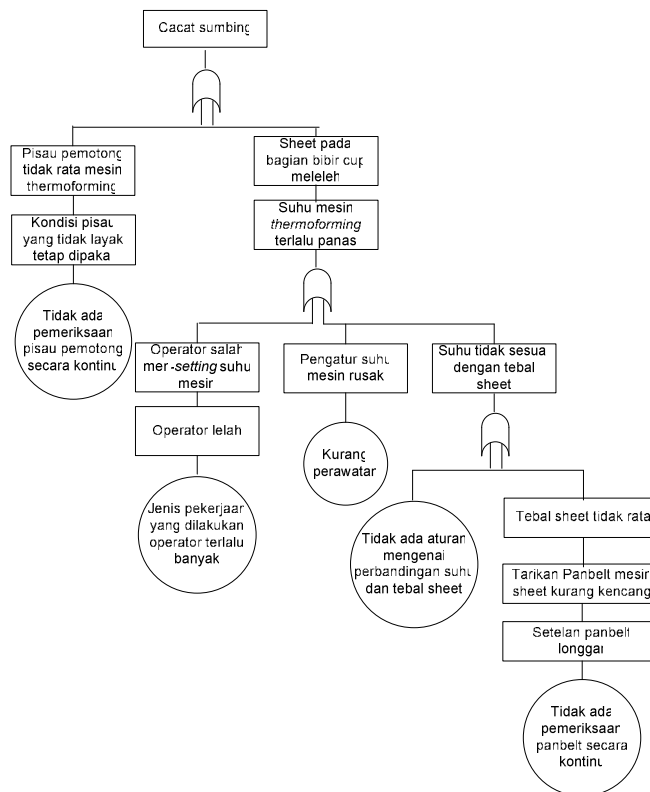 Cacat sumbing
Pisau pemotong
tidak rata mesin
thermoforming
Sheet pada
bagian bibir cup
meleleh
Kondisi pisau
yang tidak layak
tetap dipaka
Suhu mesin
thermoforming
terlalu panas
Tidak ada
pemeriksaan
pisau pemotong
secara kontinu
Operator salah
mer-setting suhu
mesin
Pengatur suhu
mesin rusak
Suhu tidak sesua
dengan tebal
sheet
Operator lelah
Kurang
perawatan
Jenis pekerjaan
yang dilakukan
operator terlalu
banyak
Tidak ada aturan
mengenai
perbandingan suhu
dan tebal sheet
Tebal sheet tidak rata
Tarikan Panbelt mesin
sheet kurang kencang
Setelan panbelt
longgar
Tidak ada
pemeriksaan
panbelt secara
kontinu